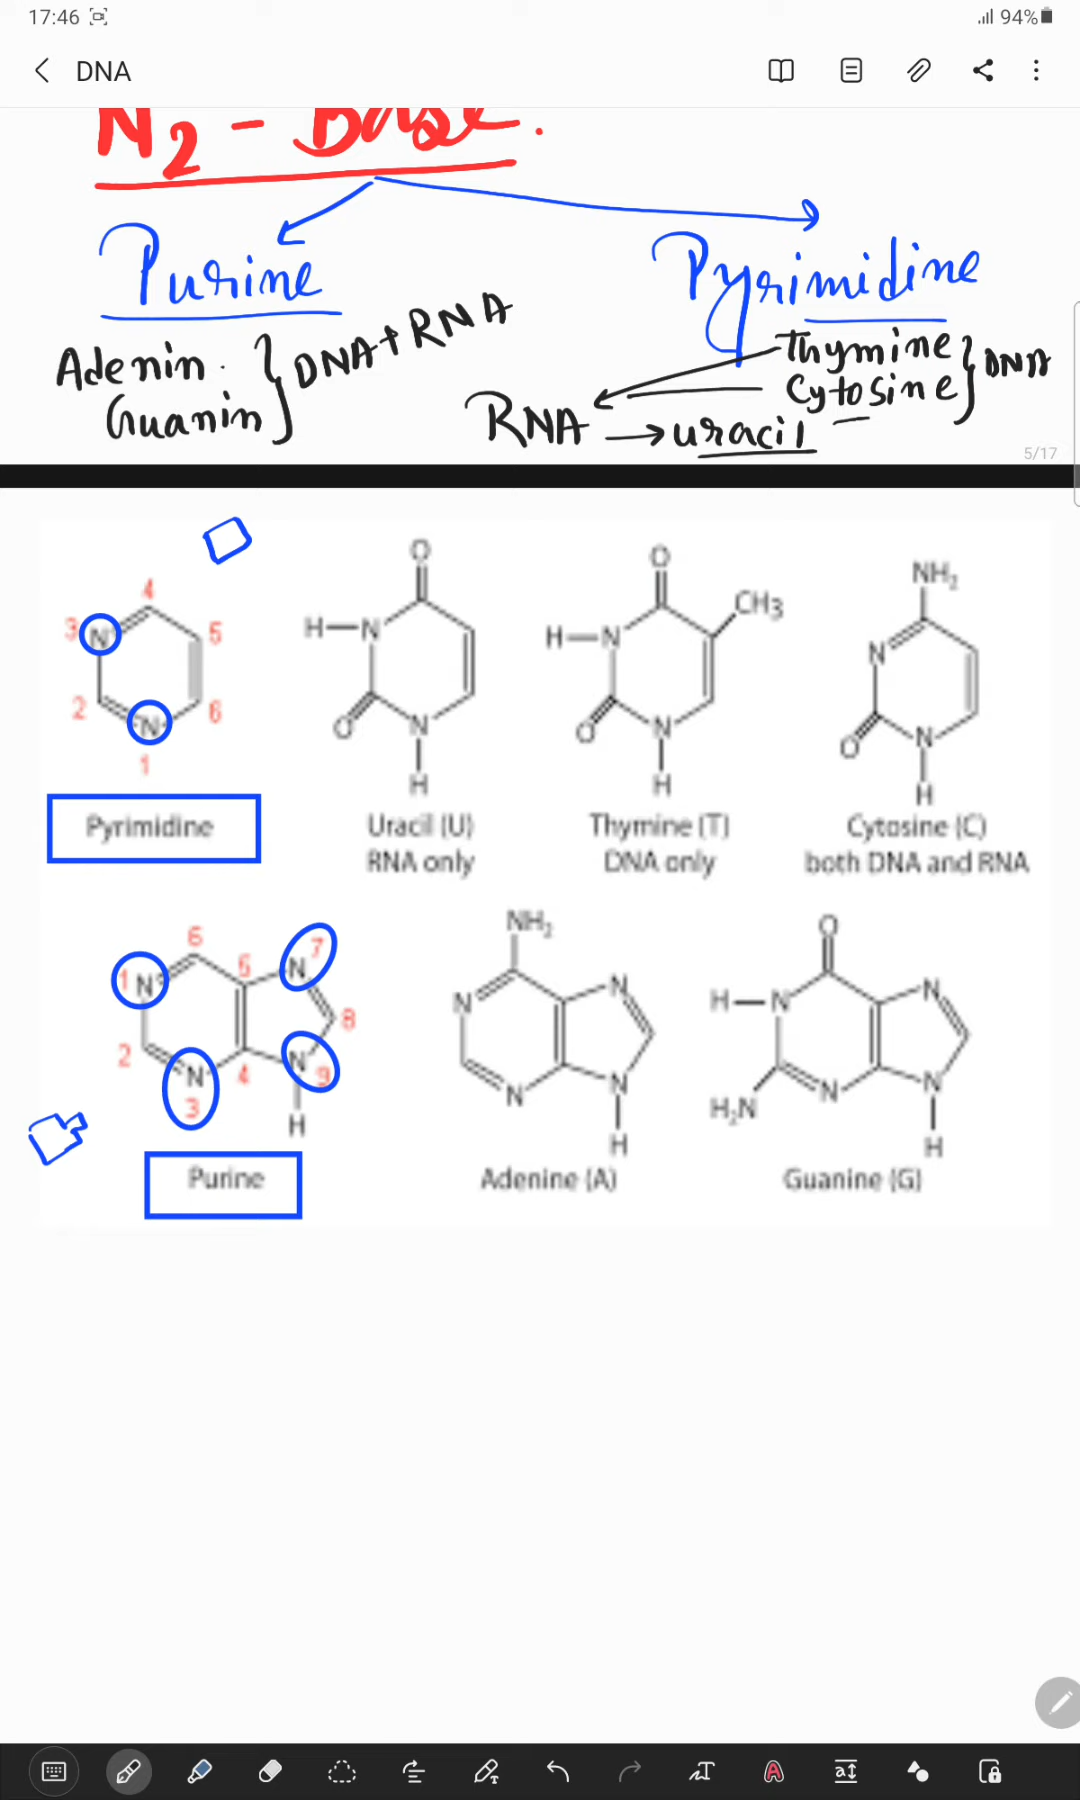 17:46 94%
DNA
N2 - Base.
Purine Pyrimidine
Adenin. Guanin } DNA + RNA
Thymine Cytosine } DNA
RNA → uracil
5/17
4
3 N 5
2 N 6
1
Pyrimidine
O
H—N
O N
H
Uracil (U)
RNA only
O
CH3
H—N
O N
H
Thymine (T)
DNA only
NH2
N
O N
H
Cytosine (C)
both DNA and RNA
6 7
1 N 5 N
8
2 N 4 N 9
3 H
Purine
NH2
N N
N N
H
Adenine (A)
O
H—N N
H2N N N
H
Guanine (G)